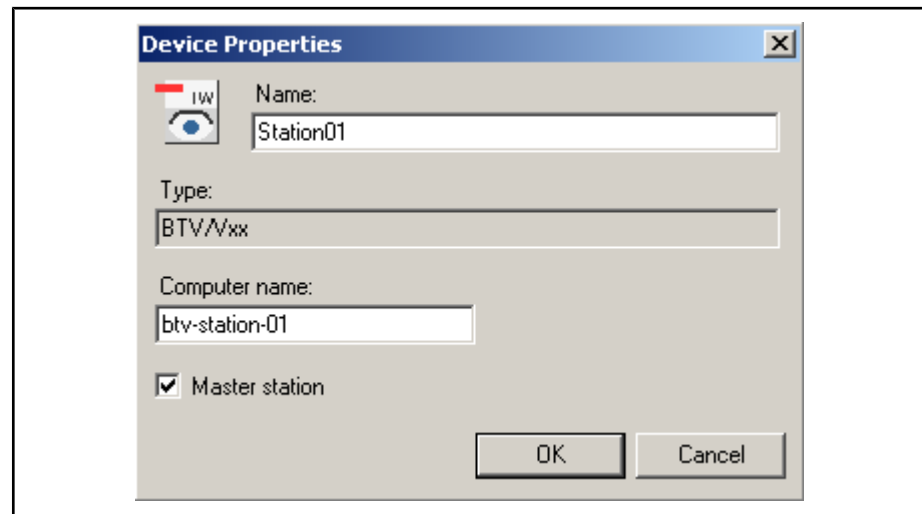 Device Properties
IW
Name:
Station01
Type:
BTV/Vxx
Computer name:
btv-station-01
Master station
OK
Cancel